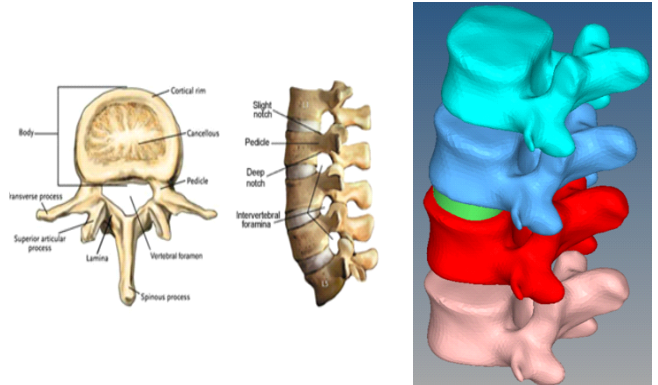 Cortical rim
Body
Cancellous
Pedicle
Transverse process
Superior articular
process
Lamina
Vertebral foramen
Spinous process
Slight
notch
Pedicle
Deep
notch
Intervertebral
foramina